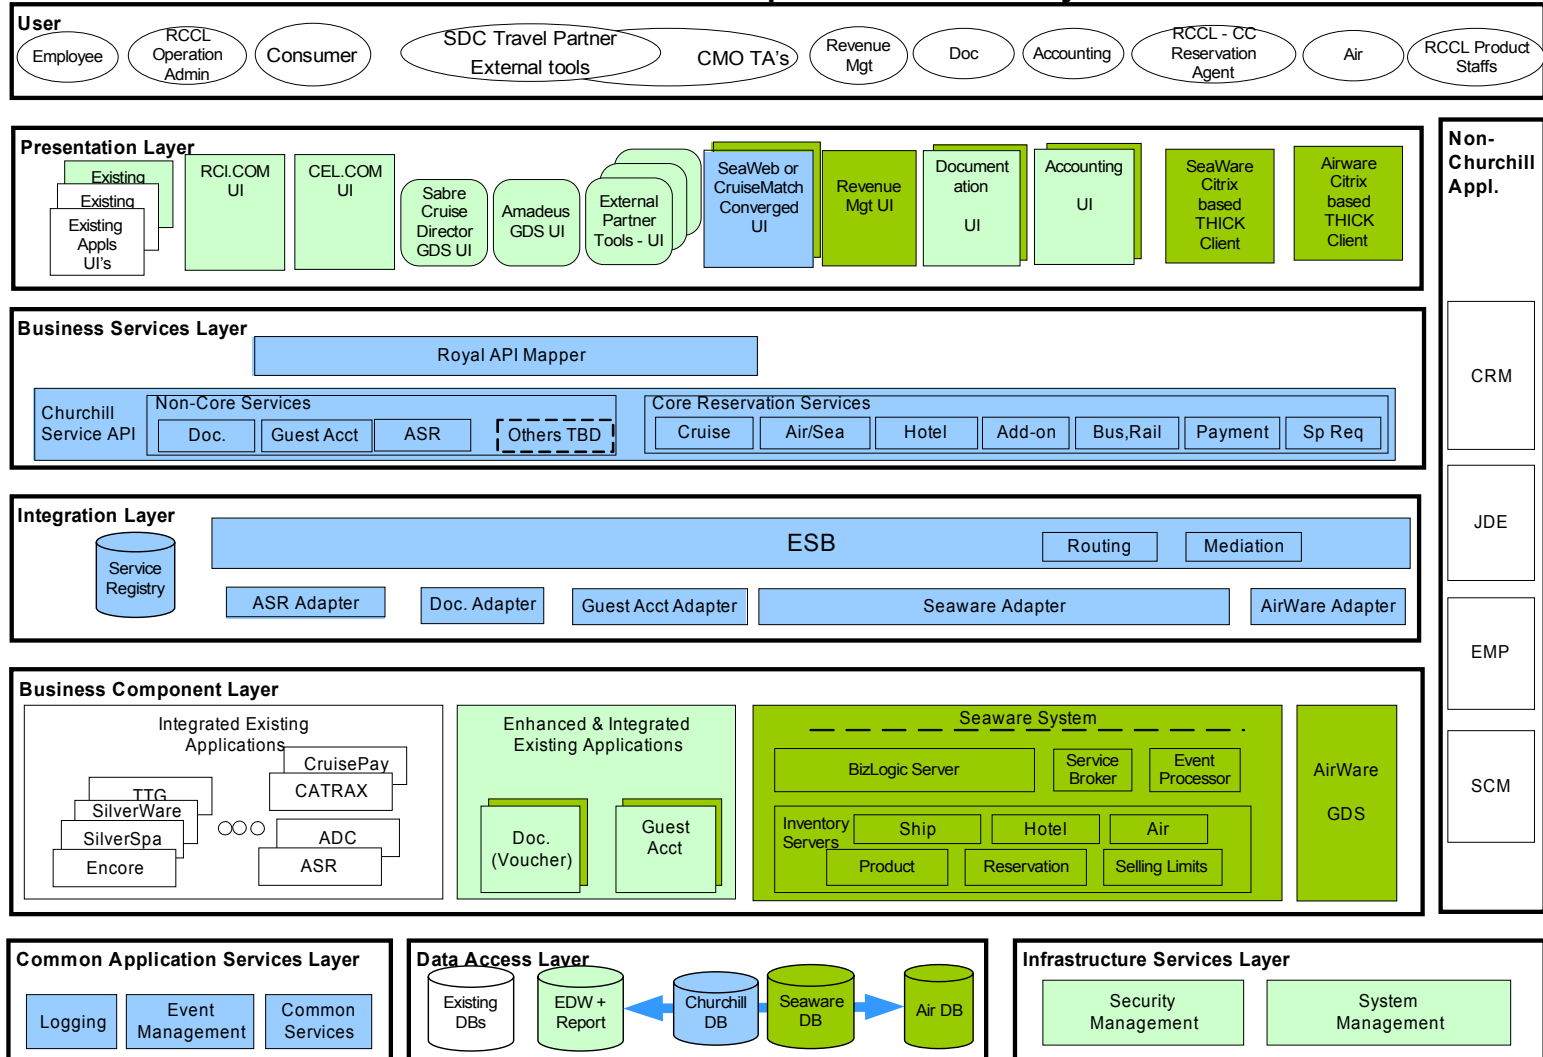 User
Employee
RCCL
Operation
Admin
Consumer
SDC Travel Partner
External tools
CMO TA's
Revenue
Mgt
Doc
Accounting
RCCL - CC
Reservation
Agent
Air
RCCL Product
Staffs
Presentation Layer
Existing
Existing
Existing
Appls
UI's
RCI.COM
UI
CEL.COM
UI
Sabre
Cruise
Director
GDS UI
Amadeus
GDS UI
External
Partner
Tools - UI
SeaWeb or
CruiseMatch
Converged
UI
Revenue
Mgt UI
Document
ation
UI
Accounting
UI
SeaWare
Citrix
based
THICK
Client
Airware
Citrix
based
THICK
Client
Non-
Churchill
Appl.
CRM
JDE
EMP
SCM
Business Services Layer
Royal API Mapper
Churchill
Service API
Non-Core Services
Doc.
Guest Acct
ASR
Others TBD
Core Reservation Services
Cruise
Air/Sea
Hotel
Add-on
Bus,Rail
Payment
Sp Req
Integration Layer
Service
Registry
ESB
Routing
Mediation
ASR Adapter
Doc. Adapter
Guest Acct Adapter
Seaware Adapter
AirWare Adapter
Business Component Layer
Integrated Existing
Applications
CruisePay
CATRAX
TTG
SilverWare
SilverSpa
Encore
ADC
ASR
Enhanced & Integrated
Existing Applications
Doc.
(Voucher)
Guest
Acct
Seaware System
BizLogic Server
Service
Broker
Event
Processor
Inventory
Servers
Ship
Hotel
Air
Product
Reservation
Selling Limits
AirWare
GDS
Common Application Services Layer
Logging
Event
Management
Common
Services
Data Access Layer
Existing
DBs
EDW +
Report
Churchill
DB
Seaware
DB
Air DB
Infrastructure Services Layer
Security
Management
System
Management